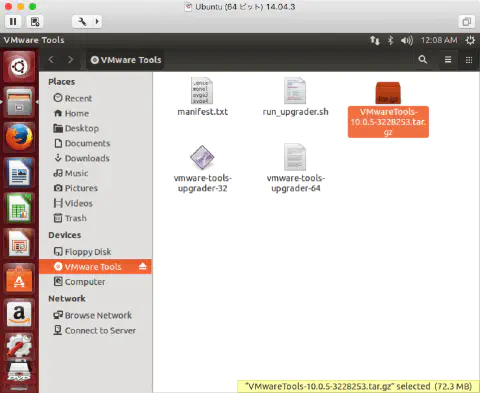 Ubuntu (64 ビット) 14.04.3
VMware Tools
12:08 AM
VMware Tools
Places
Recent
Home
Desktop
Documents
Downloads
Music
Pictures
Videos
Trash
Devices
Floppy Disk
VMware Tools
Computer
Network
Browse Network
Connect to Server
manifest.txt
run_upgrader.sh
VMwareTools-
10.0.5-3228253.tar.
gz
vmware-tools-
upgrader-32
vmware-tools-
upgrader-64
"VMwareTools-10.0.5-3228253.tar.gz" selected (72.3 MB)